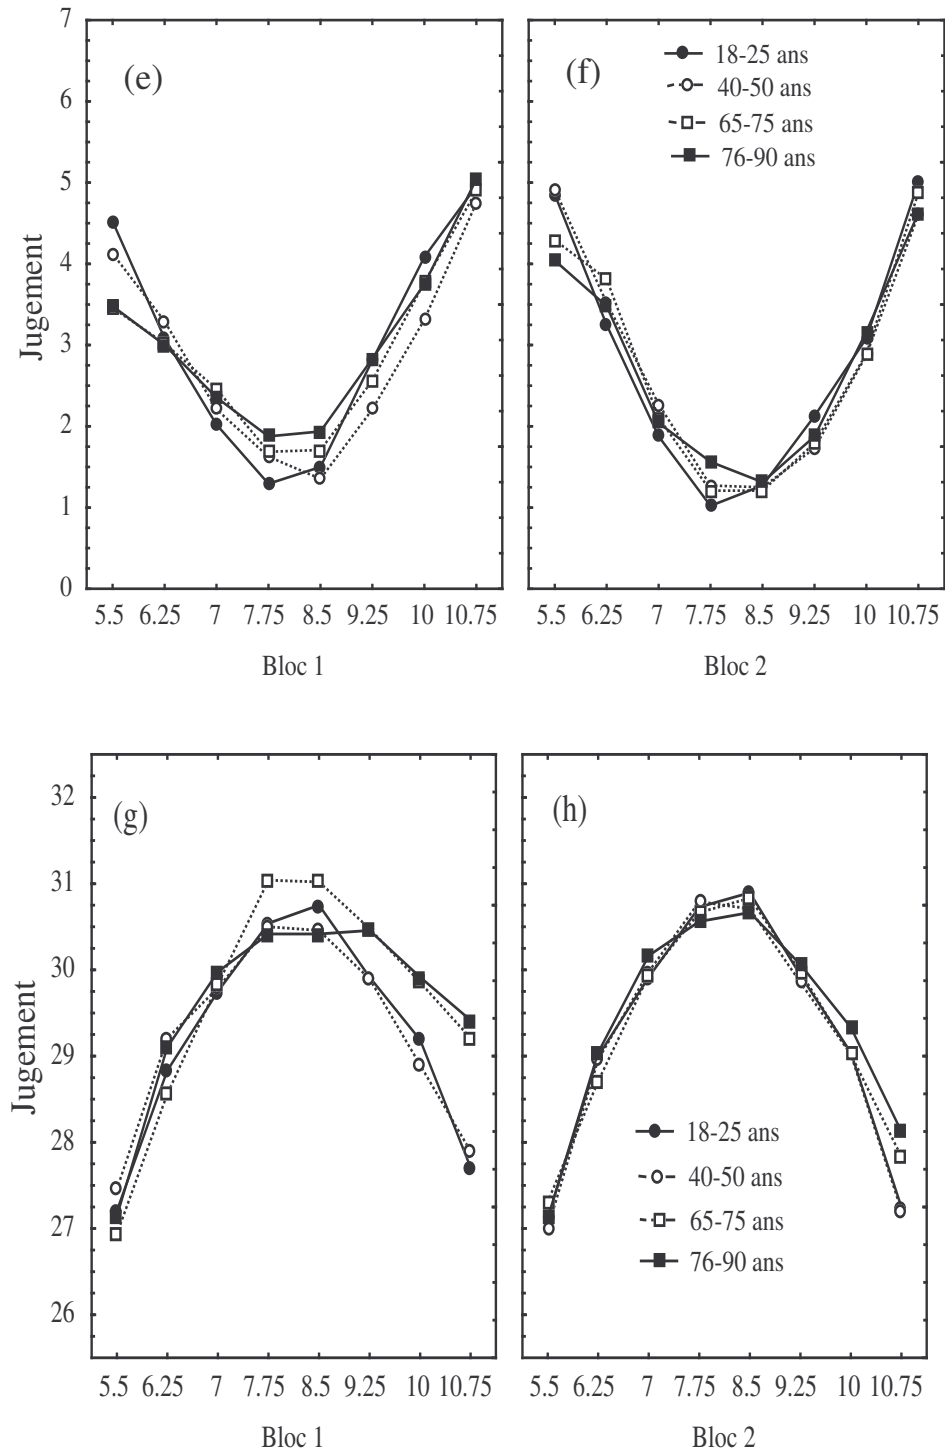 7
6
5
4
3
2
1
0
Jugement
(e)
(f)
18-25 ans
40-50 ans
65-75 ans
76-90 ans
5.5 6.25 7 7.75 8.5 9.25 10 10.75
5.5 6.25 7 7.75 8.5 9.25 10 10.75
Bloc 1
Bloc 2
32
31
30
29
28
27
26
Jugement
(g)
(h)
18-25 ans
40-50 ans
65-75 ans
76-90 ans
5.5 6.25 7 7.75 8.5 9.25 10 10.75
5.5 6.25 7 7.75 8.5 9.25 10 10.75
Bloc 1
Bloc 2